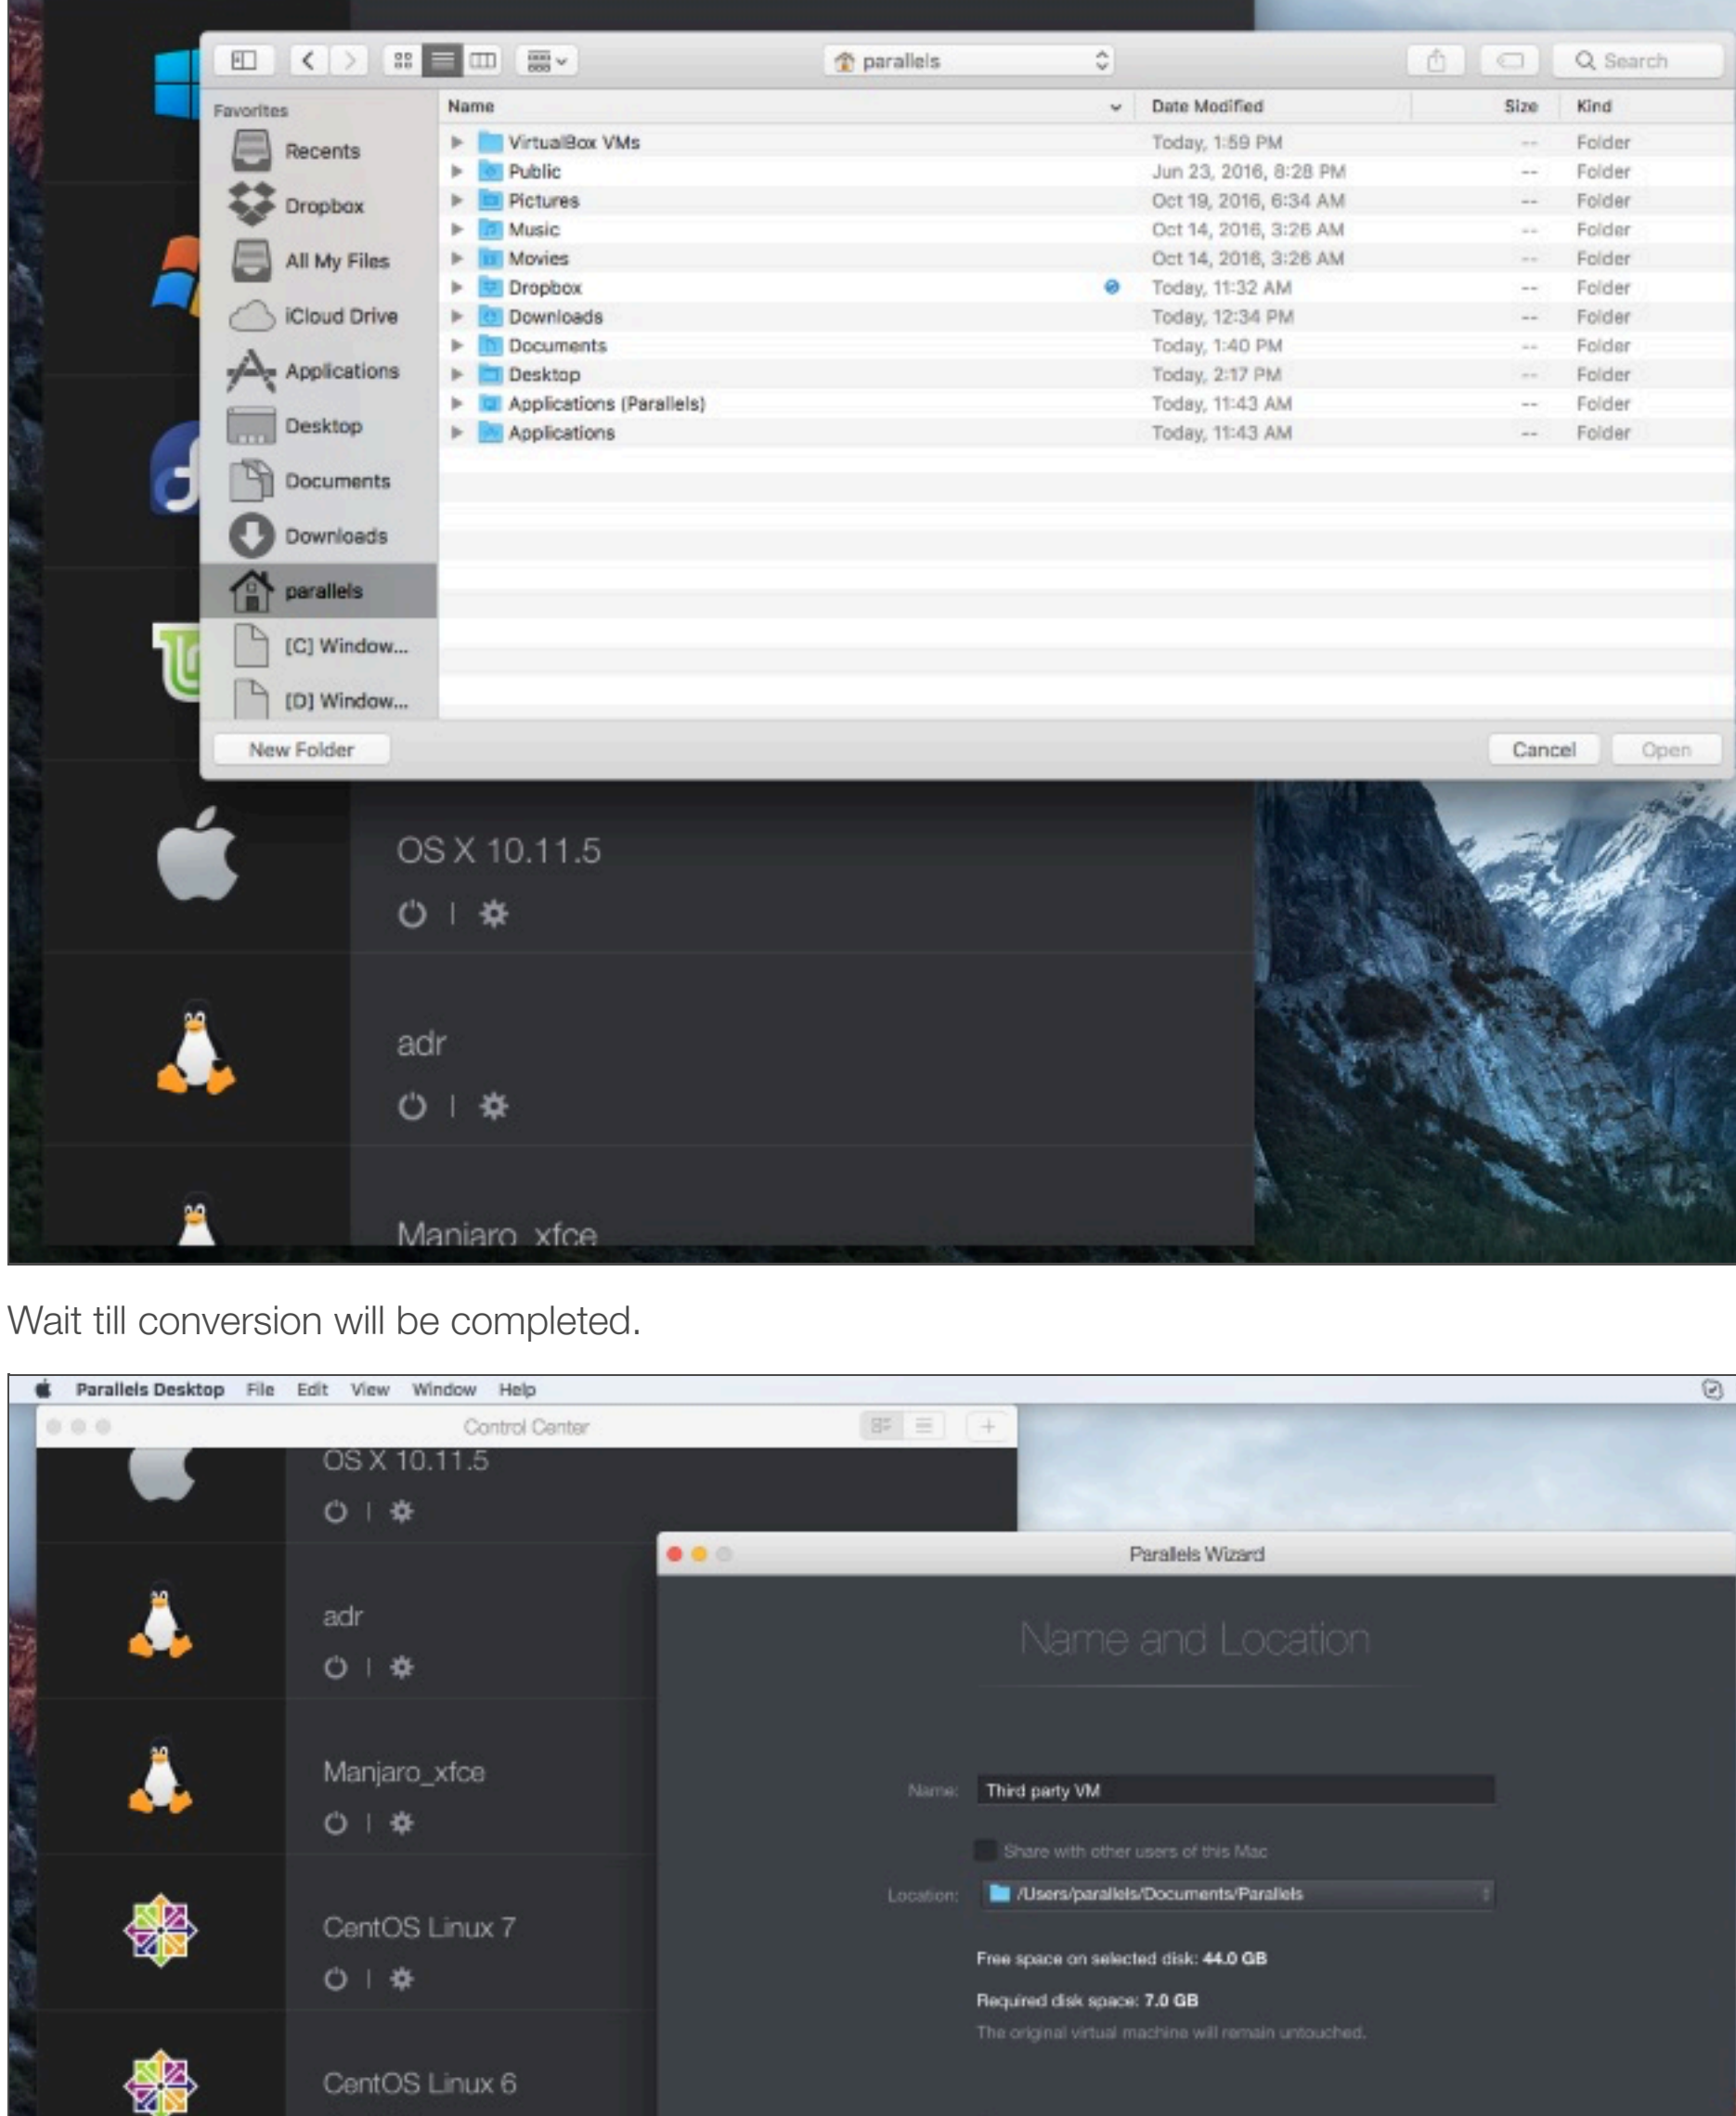 parallels
Search
Favorites
Name Date Modified Size Kind
Recents
Dropbox
All My Files
iCloud Drive
Applications
Desktop
Documents
Downloads
parallels
[C] Window...
[D] Window...
VirtualBox VMs Today, 1:59 PM -- Folder
Public Jun 23, 2016, 8:28 PM -- Folder
Pictures Oct 19, 2016, 6:34 AM -- Folder
Music Oct 14, 2016, 3:26 AM -- Folder
Movies Oct 14, 2016, 3:26 AM -- Folder
Dropbox Today, 11:32 AM -- Folder
Downloads Today, 12:34 PM -- Folder
Documents Today, 1:40 PM -- Folder
Desktop Today, 2:17 PM -- Folder
Applications (Parallels) Today, 11:43 AM -- Folder
Applications Today, 11:43 AM -- Folder
New Folder Cancel Open
OS X 10.11.5
adr
Manjaro_xfce
Wait till conversion will be completed.
Parallels Desktop File Edit View Window Help
Control Center
OS X 10.11.5
adr
Manjaro_xfce
CentOS Linux 7
CentOS Linux 6
Parallels Wizard
Name and Location
Name: Third party VM
Share with other users of this Mac
Location: /Users/parallels/Documents/Parallels
Free space on selected disk: 44.0 GB
Required disk space: 7.0 GB
The original virtual machine will remain untouched.